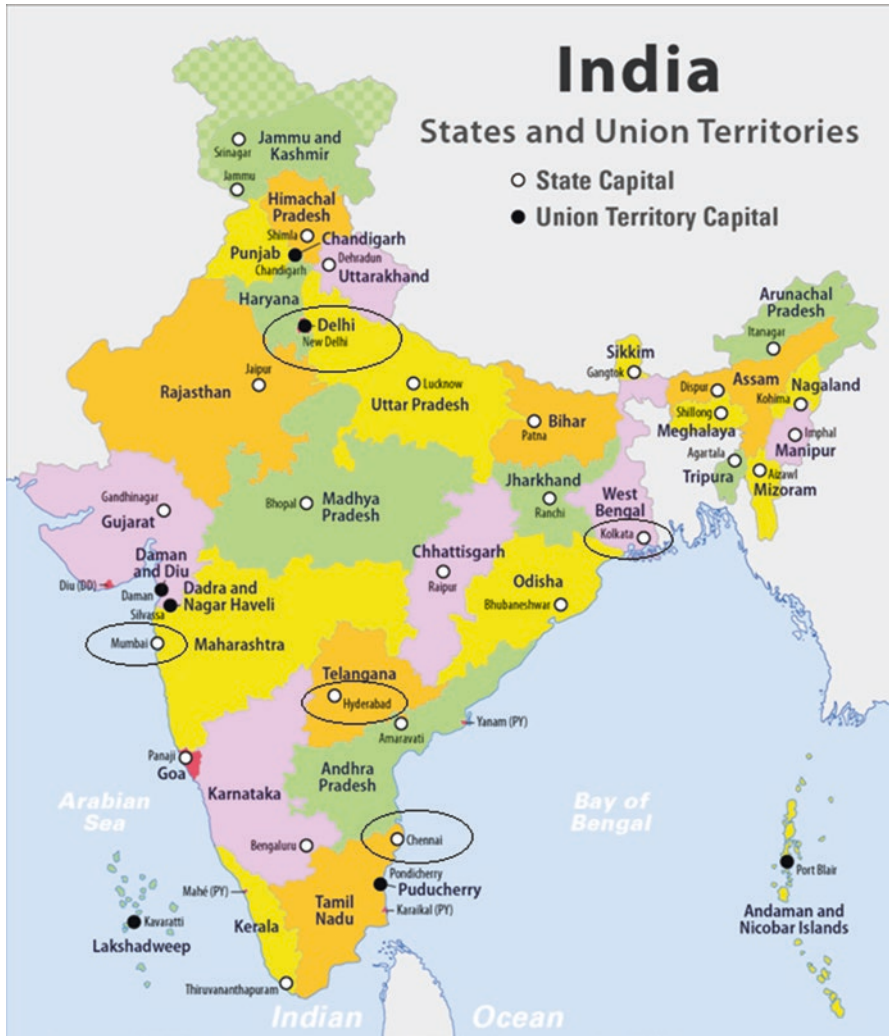 India
States and Union Territories
State Capital
Union Territory Capital
Jammu and
Kashmir
Srinagar
Jammu
Himachal
Pradesh
Shimla
Punjab
Chandigarh
Chandigarh
Dehradun
Uttarakhand
Haryana
Delhi
New Delhi
Arunachal
Pradesh
Itanagar
Sikkim
Gangtok
Assam
Dispur
Nagaland
Kohima
Shillong
Meghalaya
Imphal
Manipur
Agartala
Tripura
Aizawl
Mizoram
Rajasthan
Jaipur
Lucknow
Uttar Pradesh
Bihar
Patna
Jharkhand
Ranchi
West
Bengal
Kolkata
Gandhinagar
Gujarat
Bhopal
Madhya
Pradesh
Chhattisgarh
Raipur
Odisha
Bhubaneshwar
Daman
and Diu
Diu (DD)
Daman
Dadra and
Nagar Haveli
Silvassa
Mumbai
Maharashtra
Telangana
Hyderabad
Amaravati
Yanam (PY)
Panaji
Goa
Karnataka
Andhra
Pradesh
Arabian
Sea
Bay of
Bengal
Bengaluru
Chennai
Pondicherry
Puducherry
Mahé (PY)
Tamil
Nadu
Karaikal (PY)
Kerala
Kavaratti
Lakshadweep
Port Blair
Andaman and
Nicobar Islands
Thiruvananthapuram
Indian Ocean